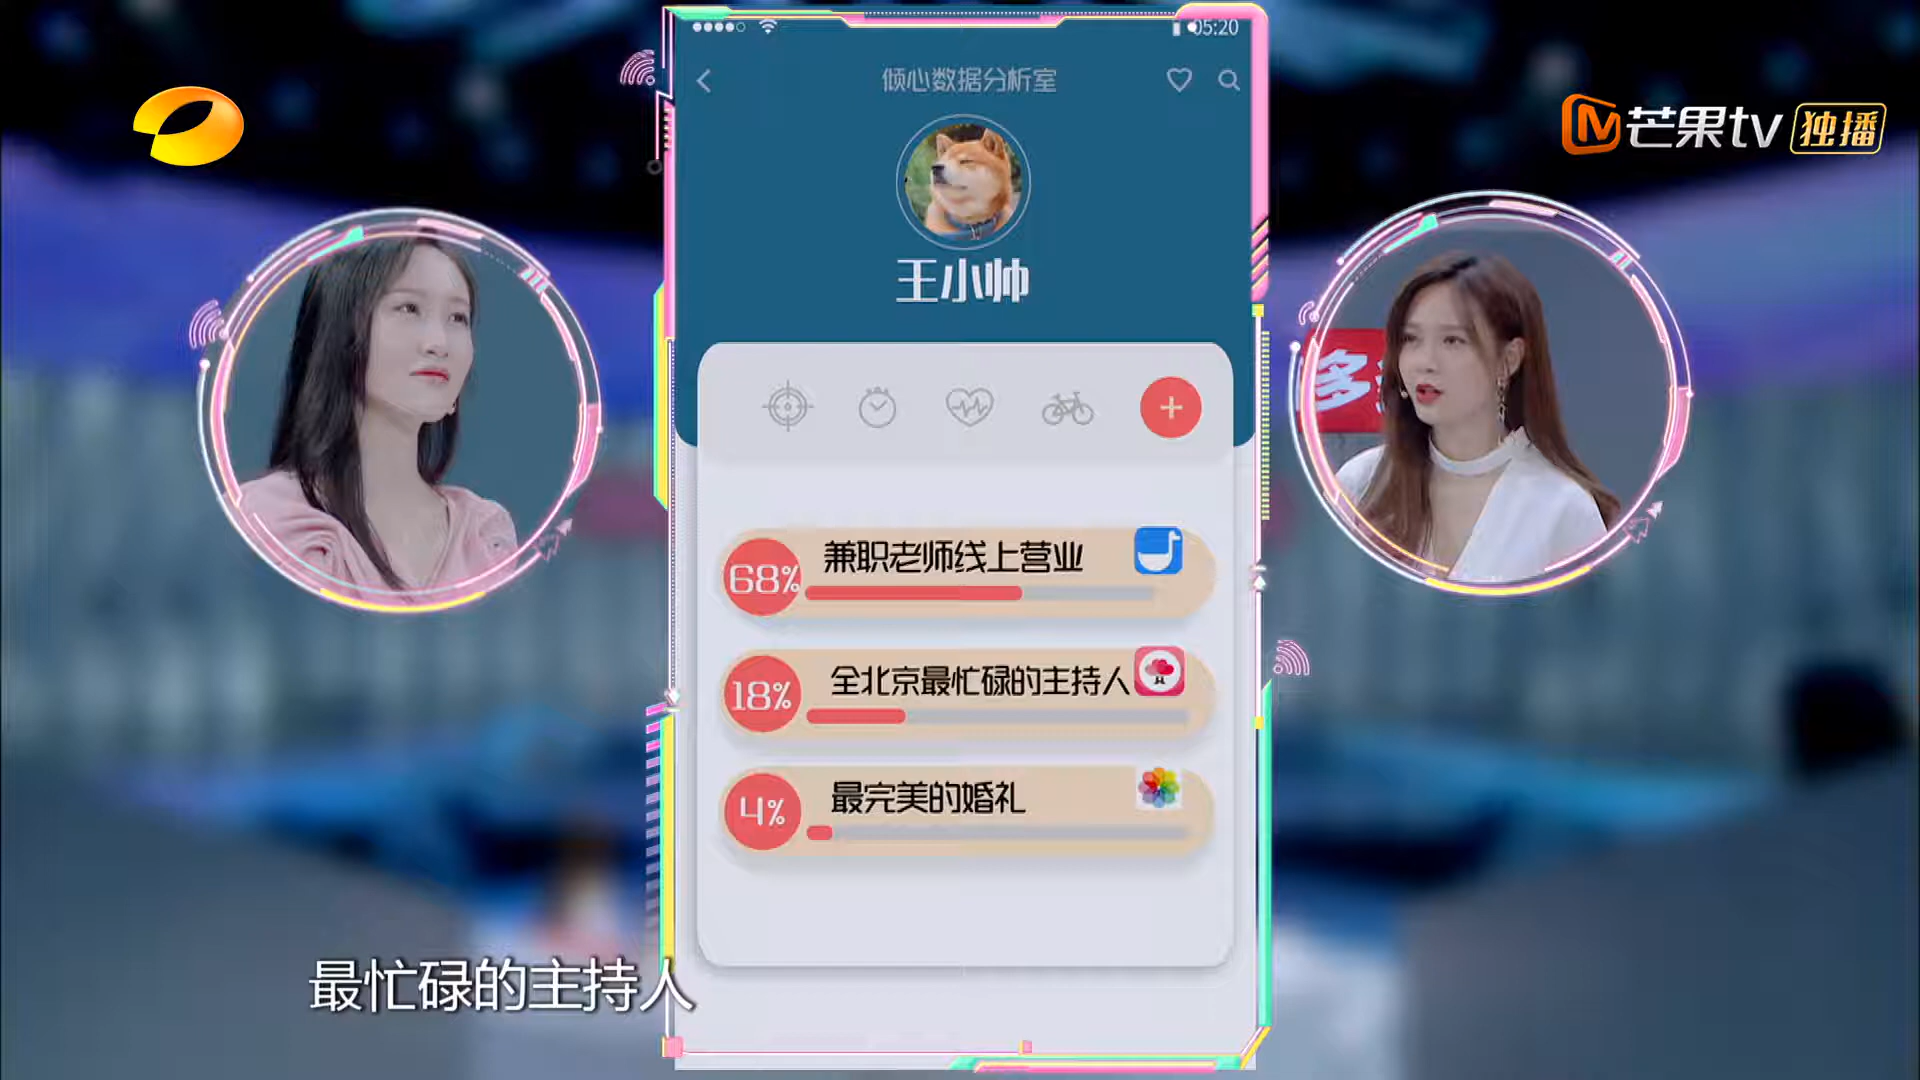 05:20
倾心数据分析室
芒果tv 独播
王小帅
多
68% 兼职老师线上营业
18% 全北京最忙碌的主持人
4% 最完美的婚礼
最忙碌的主持人